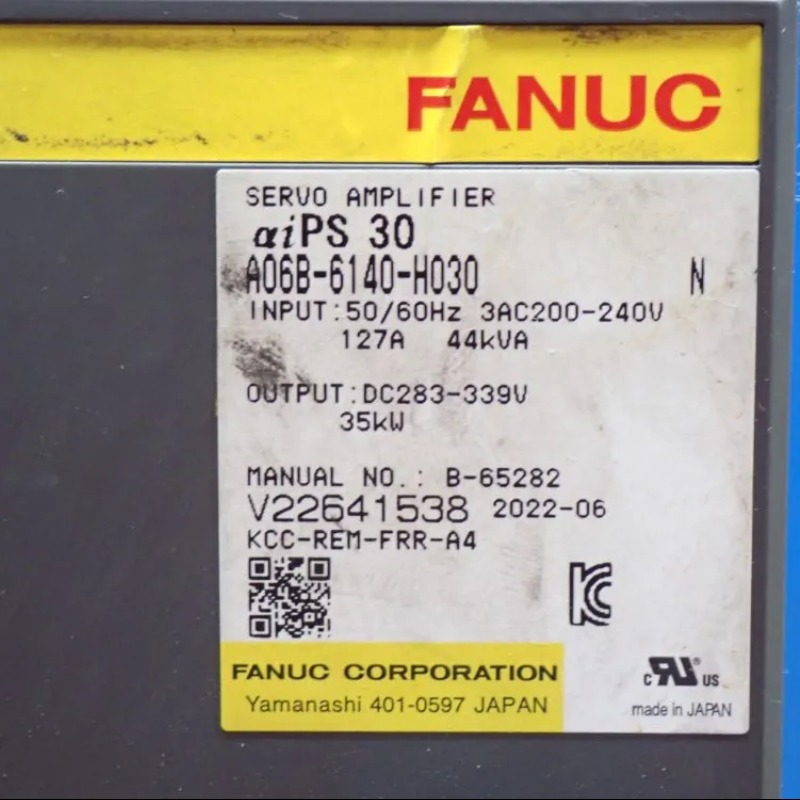 FANUC
SERVO AMPLIFIER
αiPS 30
A06B-6140-H030 N
INPUT:50/60Hz 3AC200-240V
127A 44kVA
OUTPUT:DC283-339V
35kW
MANUAL NO.: B-65282
V22641538 2022-06
KCC-REM-FRR-A4
FANUC CORPORATION
Yamanashi 401-0597 JAPAN
c RU® US
made in JAPAN